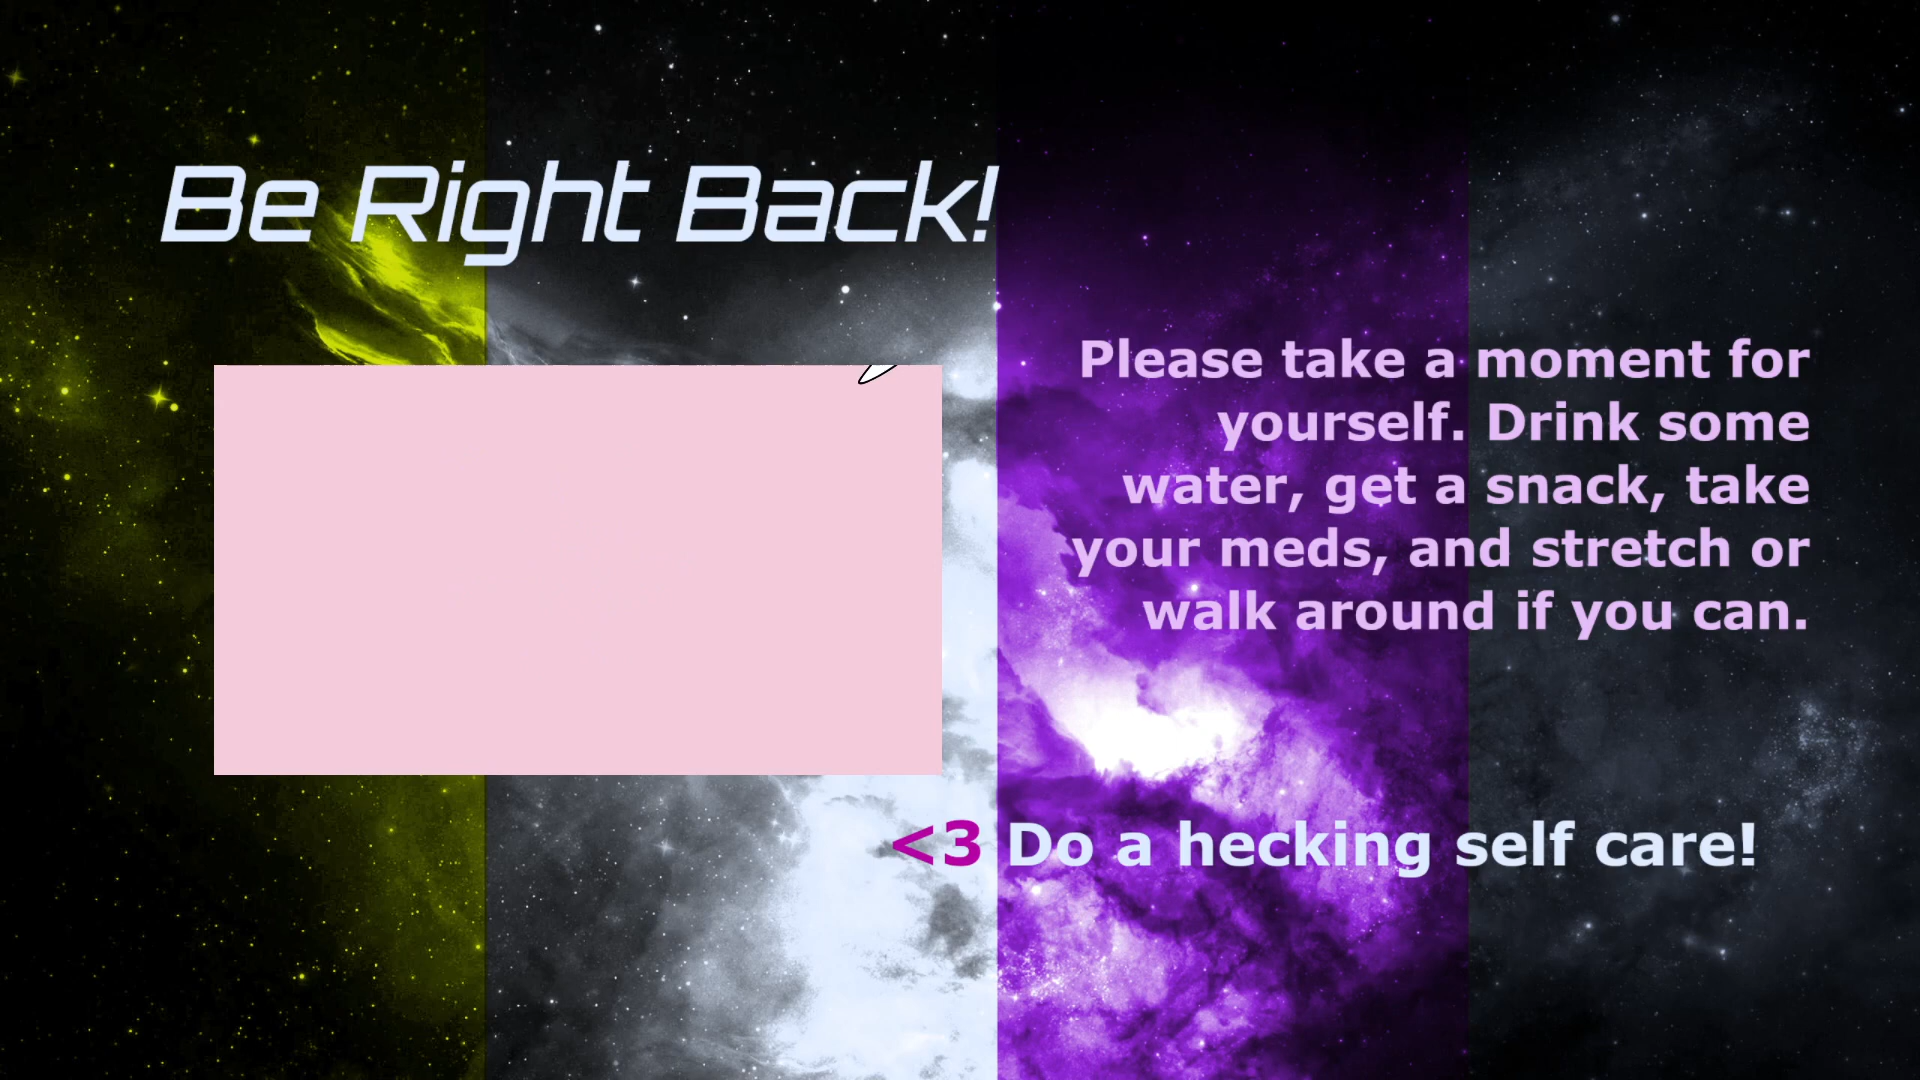 Be Right Back!
Please take a moment for
yourself. Drink some
water, get a snack, take
your meds, and stretch or
walk around if you can.
<3 Do a hecking self care!